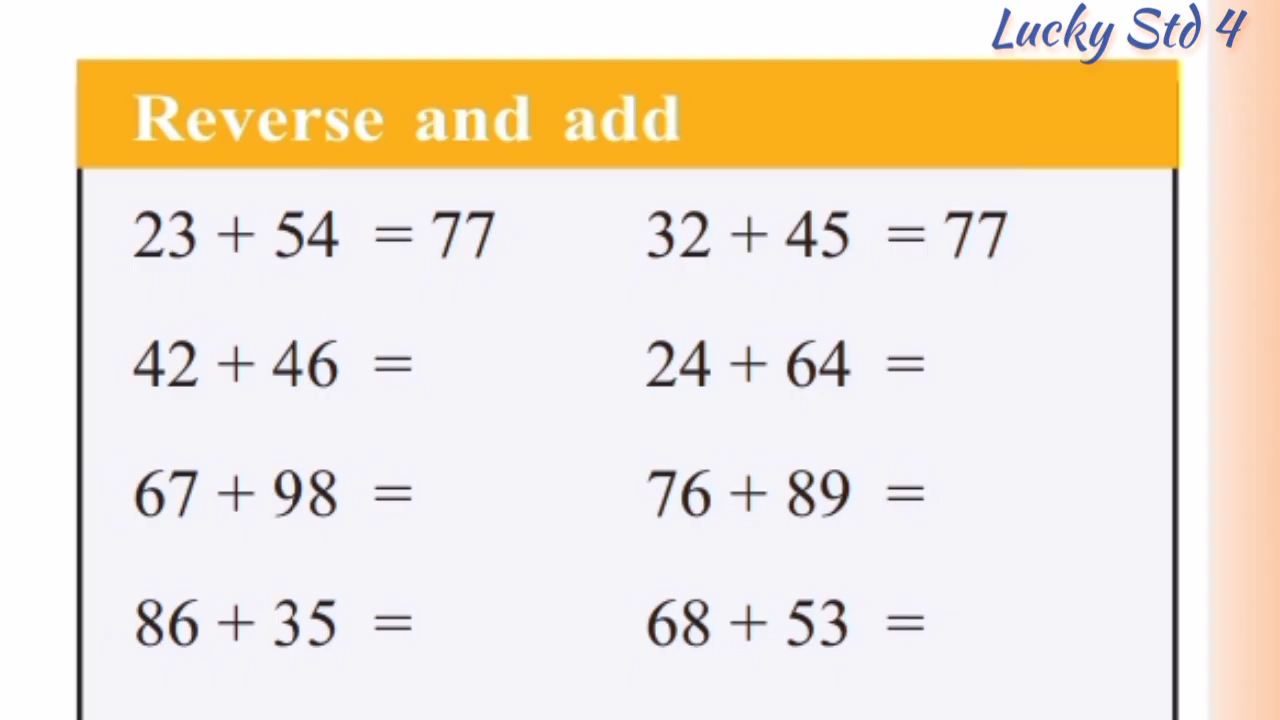 Lucky Std 4
Reverse and add
23 + 54 = 77 32 + 45 = 77
42 + 46 = 24 + 64 =
67 + 98 = 76 + 89 =
86 + 35 = 68 + 53 =